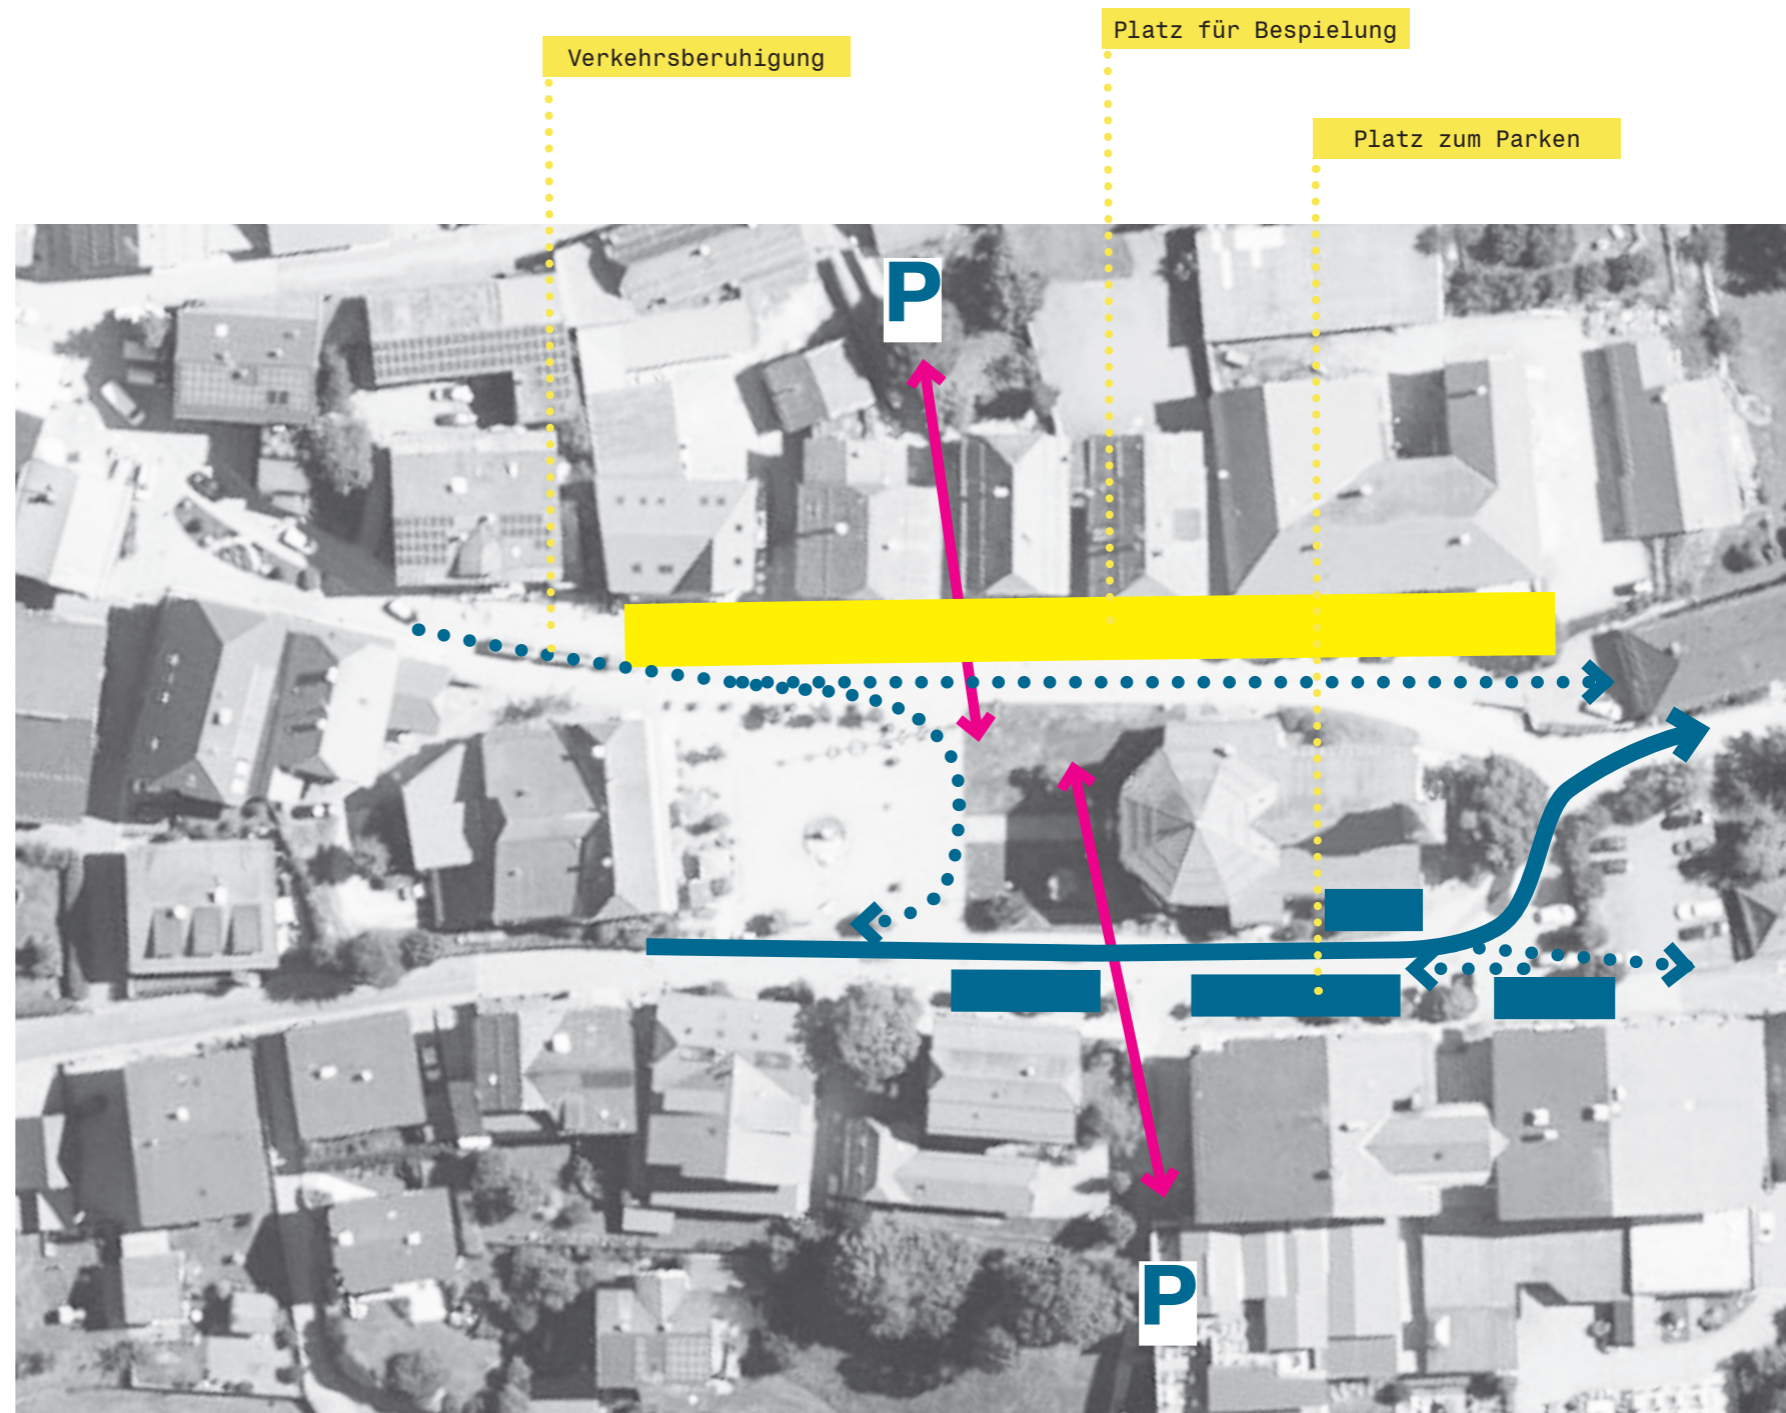 Platz für Bespielung
Verkehrsberuhigung
Platz zum Parken
P
P